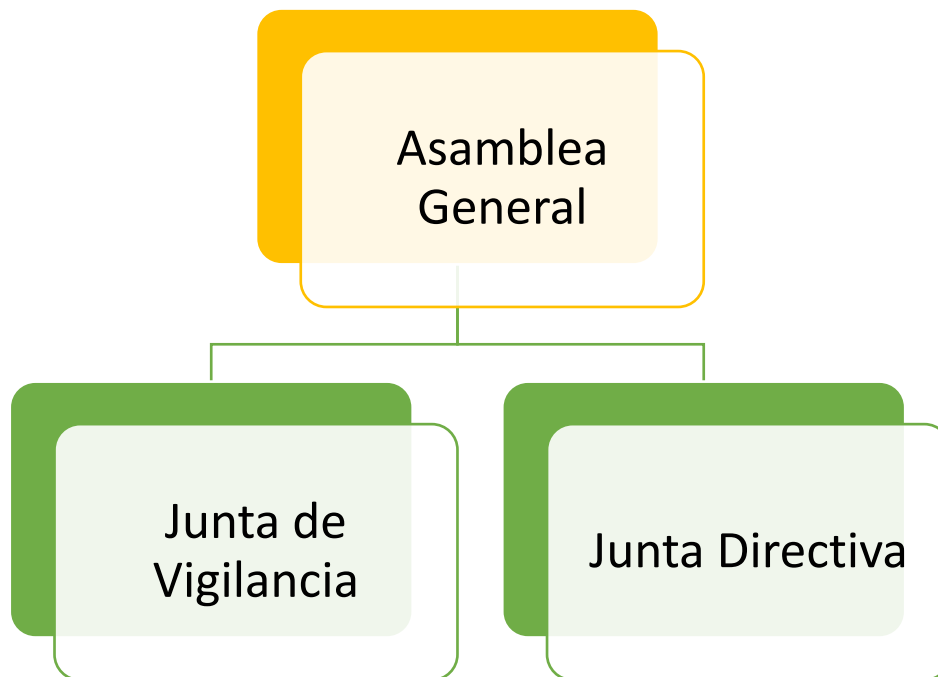 Asamblea
General
Junta de
Vigilancia
Junta Directiva